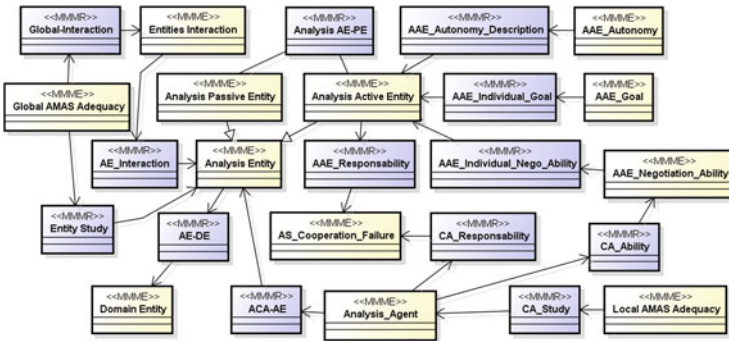 <<MMMR>>
Global-Interaction
<<MMME>>
Entities Interaction
<<MMMR>>
Analysis AE-PE
<<MMMR>>
AAE_Autonomy_Description
<<MMME>>
AAE_Autonomy
<<MMME>>
Global AMAS Adequacy
<<MMME>>
Analysis Passive Entity
<<MMME>>
Analysis Active Entity
<<MMMR>>
AAE_Individual_Goal
<<MMME>>
AAE_Goal
<<MMMR>>
AE_Interaction
<<MMME>>
Analysis Entity
<<MMMR>>
AAE_Responsability
<<MMMR>>
AAE_Individual_Nego_Ability
<<MMME>>
AAE_Negotiation_Ability
<<MMMR>>
Entity Study
<<MMMR>>
AE-DE
<<MMME>>
AS_Cooperation_Failure
<<MMMR>>
CA_Responsability
<<MMMR>>
CA_Ability
<<MMME>>
Domain Entity
<<MMMR>>
ACA-AE
<<MMME>>
Analysis_Agent
<<MMMR>>
CA_Study
<<MMME>>
Local AMAS Adequacy